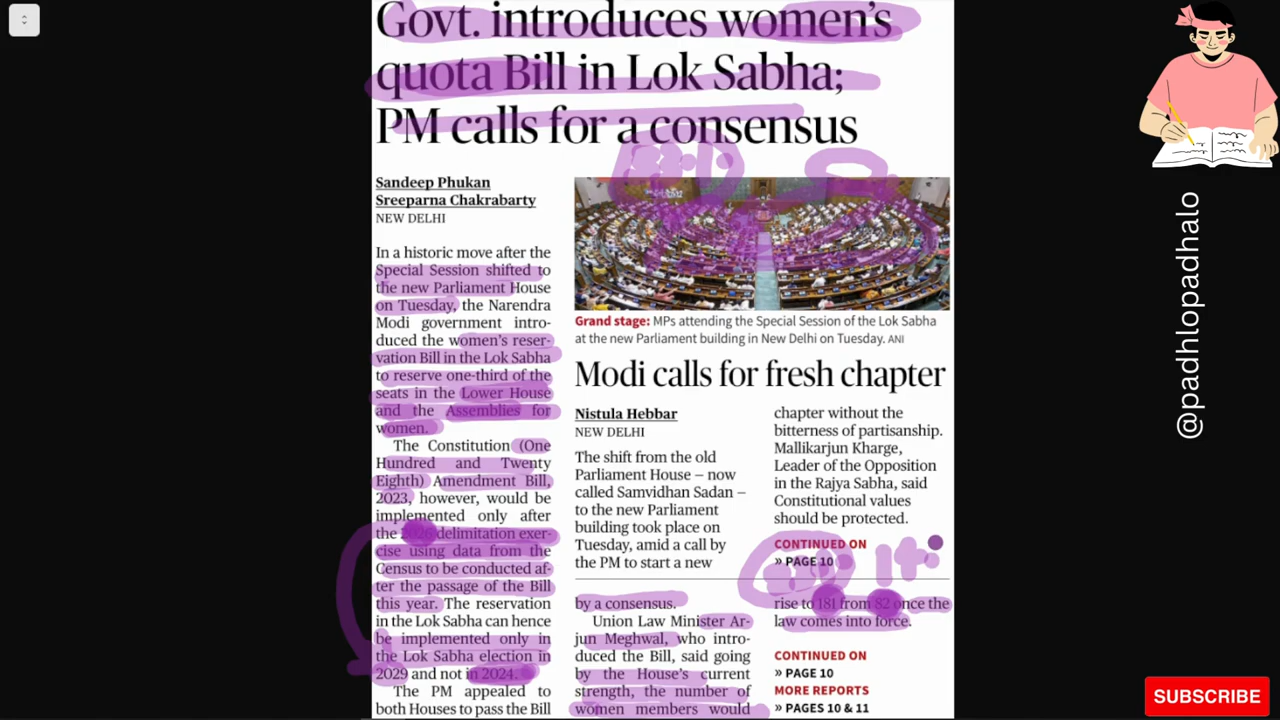 Govt. introduces women's
quota Bill in Lok Sabha;
PM calls for a consensus
Sandeep Phukan
Sreeparna Chakrabarty
NEW DELHI
In a historic move after the
Special Session shifted to
the new Parliament House
on Tuesday, the Narendra
Modi government intro-
duced the women's reser-
vation Bill in the Lok Sabha
to reserve one-third of the
seats in the Lower House
and the Assemblies for
women.
The Constitution (One
Hundred and Twenty
Eighth) Amendment Bill,
2023, however, would be
implemented only after
the 2026 delimitation exer-
cise using data from the
Census to be conducted af-
ter the passage of the Bill
this year. The reservation
in the Lok Sabha can hence
be implemented only in
the Lok Sabha election in
2029 and not in 2024.
The PM appealed to
both Houses to pass the Bill
Grand stage: MPs attending the Special Session of the Lok Sabha
at the new Parliament building in New Delhi on Tuesday. ANI
Modi calls for fresh chapter
Nistula Hebbar
NEW DELHI
The shift from the old
Parliament House – now
called Samvidhan Sadan –
to the new Parliament
building took place on
Tuesday, amid a call by
the PM to start a new
chapter without the
bitterness of partisanship.
Mallikarjun Kharge,
Leader of the Opposition
in the Rajya Sabha, said
Constitutional values
should be protected.
CONTINUED ON
» PAGE 10
by a consensus.
Union Law Minister Ar-
jun Meghwal, who intro-
duced the Bill, said going
by the House's current
strength, the number of
women members would
rise to 181 from 82 once the
law comes into force.
CONTINUED ON
» PAGE 10
MORE REPORTS
» PAGES 10 & 11
@padhlopadhalo
SUBSCRIBE